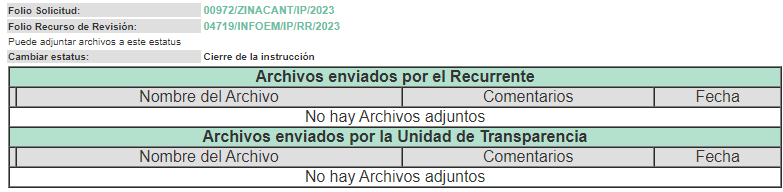 Folio Solicitud: 00972/ZINACANT/IP/2023
Folio Recurso de Revisión: 04719/INFOEM/IP/RR/2023
Puede adjuntar archivos a este estatus
Cambiar estatus: Cierre de la instrucción
Archivos enviados por el Recurrente
Nombre del Archivo Comentarios Fecha
No hay Archivos adjuntos
Archivos enviados por la Unidad de Transparencia
Nombre del Archivo Comentarios Fecha
No hay Archivos adjuntos